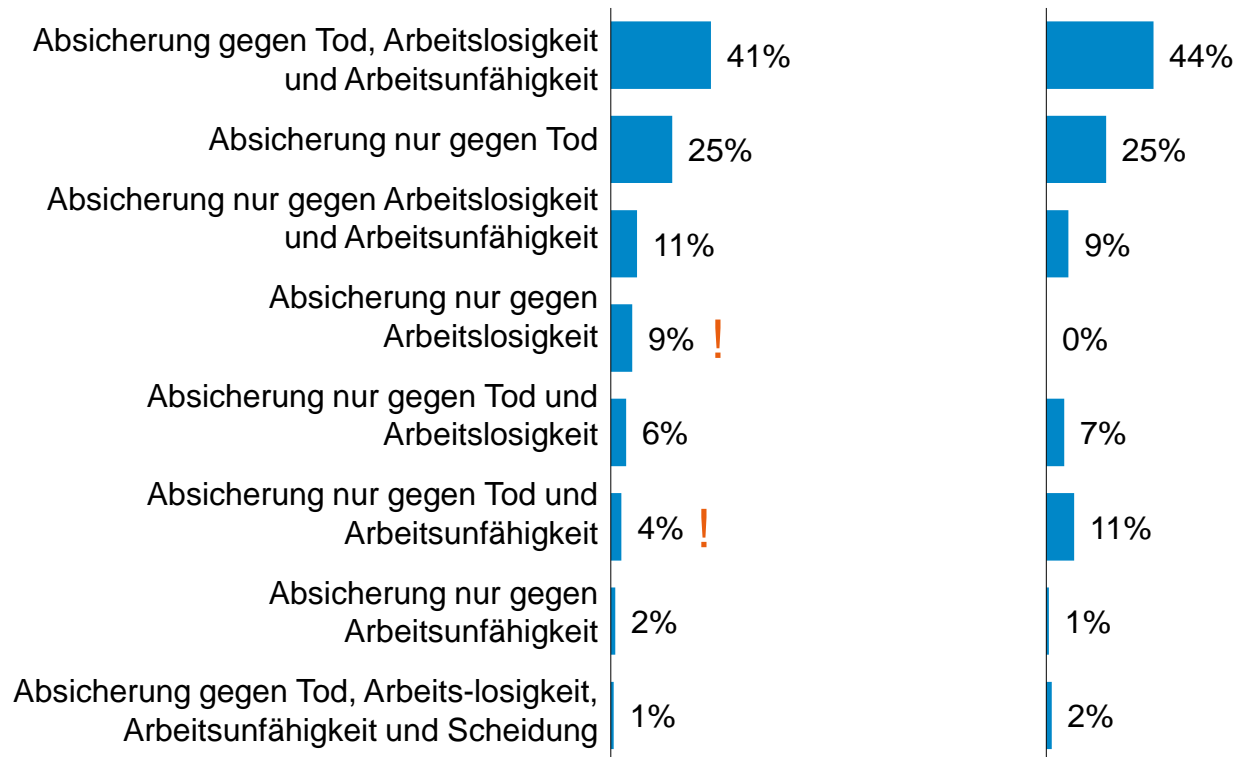 Absicherung gegen Tod, Arbeitslosigkeit
und Arbeitsunfähigkeit
41%
44%
Absicherung nur gegen Tod
25%
25%
Absicherung nur gegen Arbeitslosigkeit
und Arbeitsunfähigkeit
11%
9%
Absicherung nur gegen
Arbeitslosigkeit
9% !
0%
Absicherung nur gegen Tod und
Arbeitslosigkeit
6%
7%
Absicherung nur gegen Tod und
Arbeitsunfähigkeit
4% !
11%
Absicherung nur gegen
Arbeitsunfähigkeit
2%
1%
Absicherung gegen Tod, Arbeits-losigkeit,
Arbeitsunfähigkeit und Scheidung
1%
2%